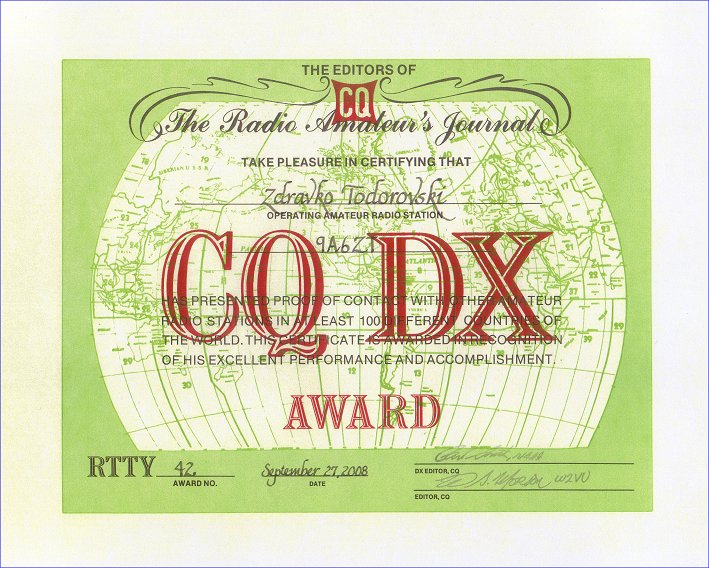 THE EDITORS OF
CQ
The Radio Amateur's Journal
TAKE PLEASURE IN CERTIFYING THAT
Zdravko Todorovski
OPERATING AMATEUR RADIO STATION
CQ DX
HAS PRESENTED PROOF OF CONTACT WITH OTHER AMATEUR
RADIO STATIONS IN AT LEAST 100 DIFFERENT COUNTRIES OF
THE WORLD. THIS CERTIFICATE IS AWARDED IN RECOGNITION
OF HIS EXCELLENT PERFORMANCE AND ACCOMPLISHMENT.
AWARD
RTTY 42. September 27, 2008
AWARD NO. DATE
DX EDITOR, CQ
W2VU
EDITOR, CQ